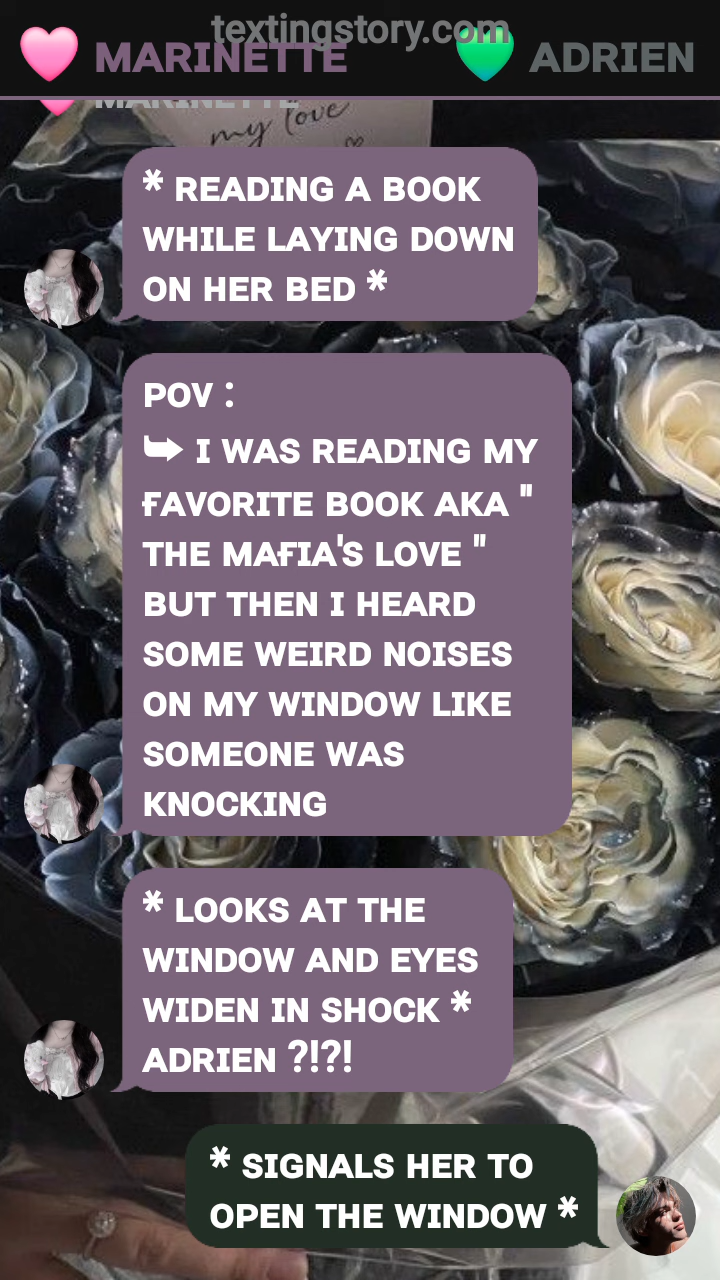 textingstory.com
MARINETTE
ADRIEN
MARINETTE
my love
* READING A BOOK
WHILE LAYING DOWN
ON HER BED *
POV :
⮩ I WAS READING MY
FAVORITE BOOK AKA "
THE MAFIA'S LOVE "
BUT THEN I HEARD
SOME WEIRD NOISES
ON MY WINDOW LIKE
SOMEONE WAS
KNOCKING
* LOOKS AT THE
WINDOW AND EYES
WIDEN IN SHOCK *
ADRIEN ?!?!
* SIGNALS HER TO
OPEN THE WINDOW *